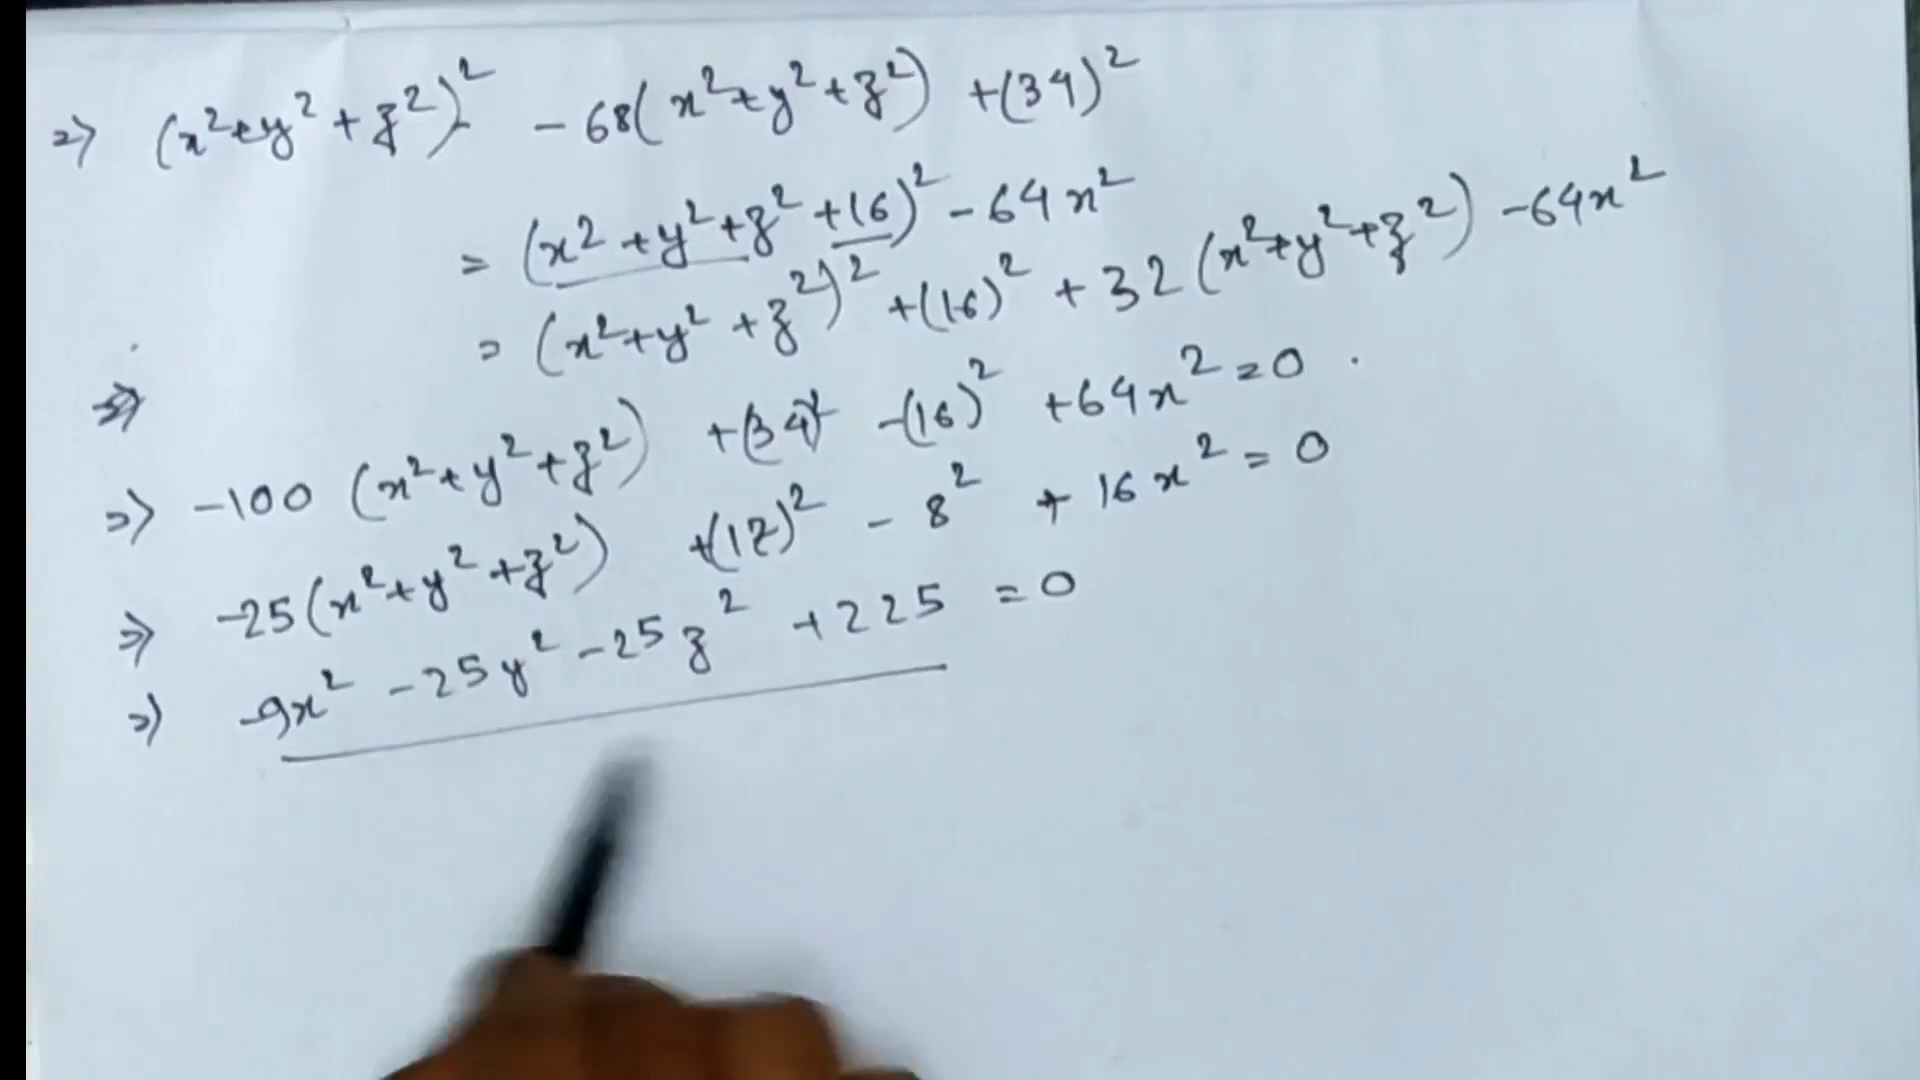 => (x²+y²+z²)² - 68(x²+y²+z²) +(34)²
= (x²+y²+z²+16)² - 64x²
= (x²+y²+z²)² +(16)² + 32(x²+y²+z²) - 64x²
=> -100 (x²+y²+z²) +(34)² -(16)² +64x² = 0
=> -25(x²+y²+z²) +(17)² - 8² + 16x² = 0
=> -9x² - 25y² - 25z² + 225 = 0